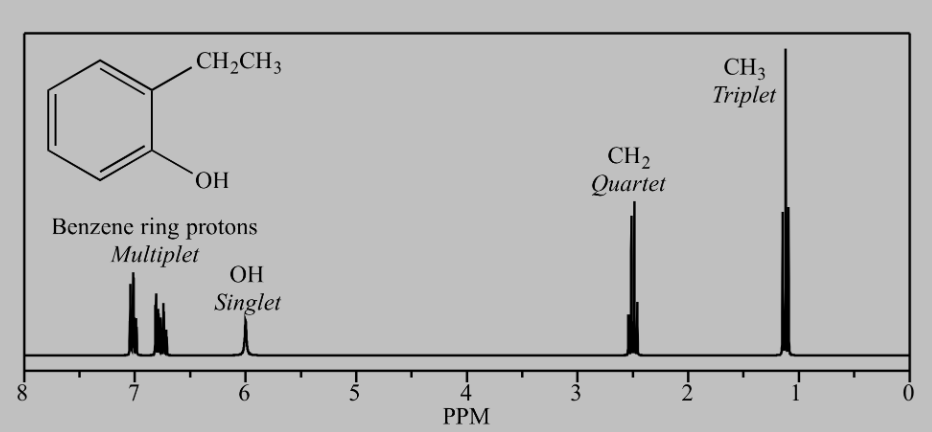 CH₂CH₃
OH
CH₃
Triplet
CH₂
Quartet
Benzene ring protons
Multiplet
OH
Singlet
8 7 6 5 4 3 2 1 0
PPM